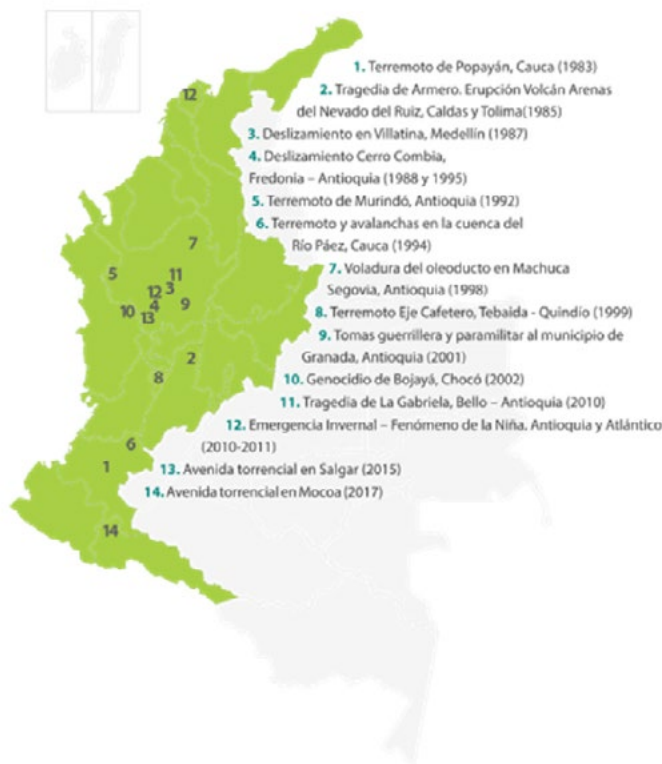 1. Terremoto de Popayán, Cauca (1983)
2. Tragedia de Armero. Erupción Volcán Arenas
del Nevado del Ruiz, Caldas y Tolima(1985)
3. Deslizamiento en Villatina, Medellín (1987)
4. Deslizamiento Cerro Combia,
Fredonia – Antioquia (1988 y 1995)
5. Terremoto de Murindó, Antioquia (1992)
6. Terremoto y avalanchas en la cuenca del
Río Páez, Cauca (1994)
7. Voladura del oleoducto en Machuca
Segovia, Antioquia (1998)
8. Terremoto Eje Cafetero, Tebaida - Quindío (1999)
9. Tomas guerrillera y paramilitar al municipio de
Granada, Antioquia (2001)
10. Genocidio de Bojayá, Chocó (2002)
11. Tragedia de La Gabriela, Bello – Antioquia (2010)
12. Emergencia Invernal – Fenómeno de la Niña. Antioquia y Atlántico
(2010-2011)
13. Avenida torrencial en Salgar (2015)
14. Avenida torrencial en Mocoa (2017)
12
7
5
11
12 3
4 9
10
13
2
8
6
1
14